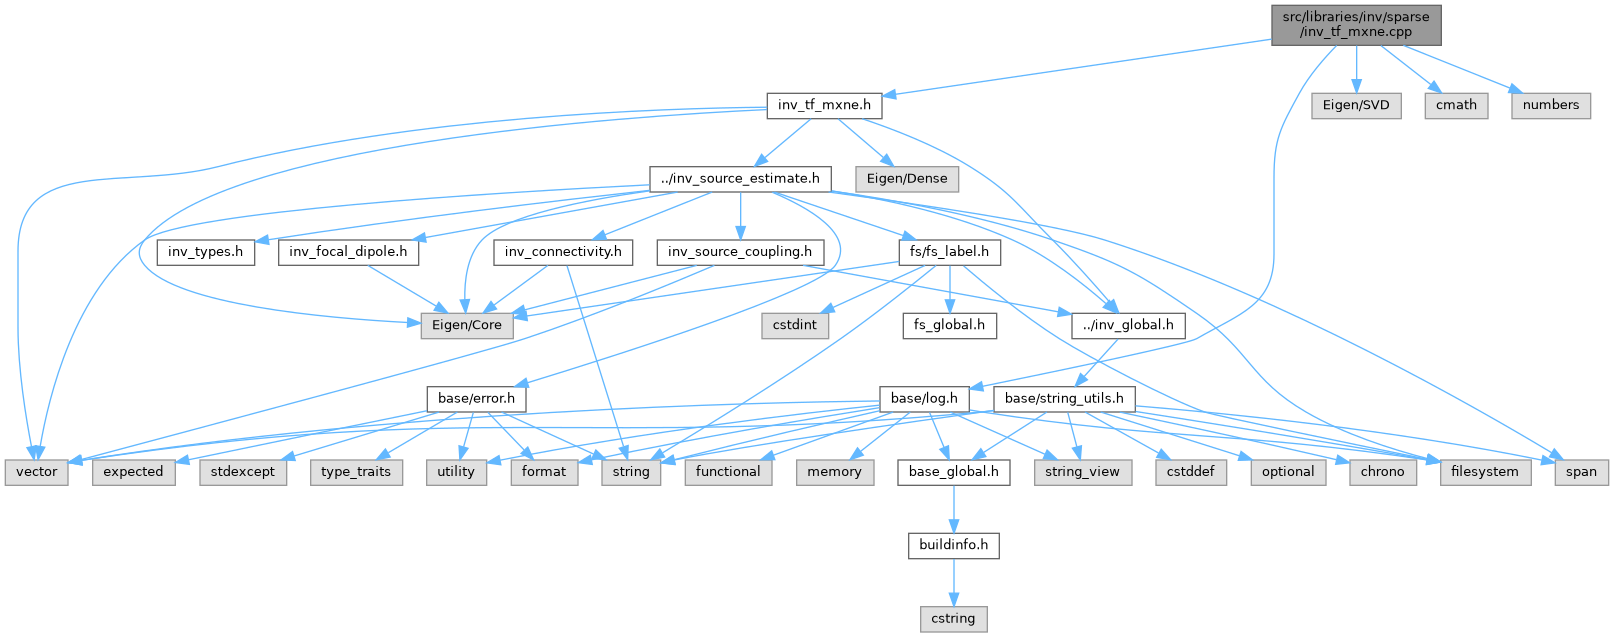 src/libraries/inv/sparse
/inv_tf_mxne.cpp
inv_tf_mxne.h
Eigen/SVD
cmath
numbers
../inv_source_estimate.h
Eigen/Dense
inv_types.h
inv_focal_dipole.h
inv_connectivity.h
inv_source_coupling.h
fs/fs_label.h
Eigen/Core
cstdint
fs_global.h
../inv_global.h
base/error.h
base/log.h
base/string_utils.h
vector
expected
stdexcept
type_traits
utility
format
string
functional
memory
base_global.h
string_view
cstddef
optional
chrono
filesystem
span
buildinfo.h
cstring